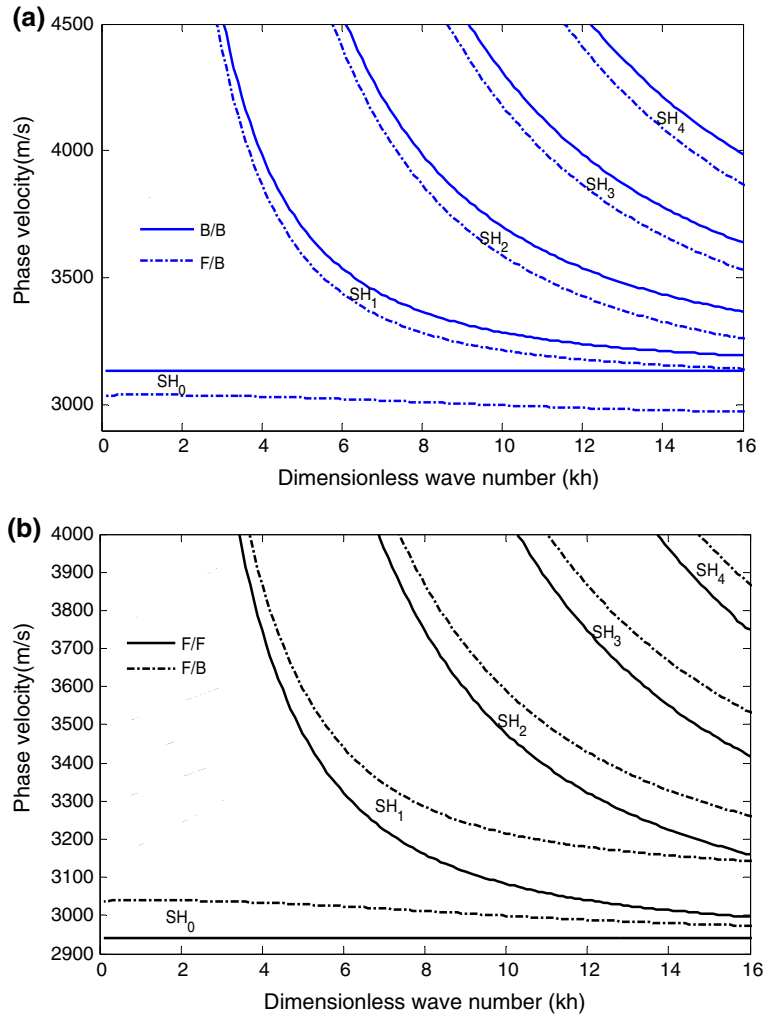 (a)
4500
4000
3500
3000
Phase velocity(m/s)
B/B
F/B
SH0
SH1
SH2
SH3
SH4
0 2 4 6 8 10 12 14 16
Dimensionless wave number (kh)
(b)
4000
3900
3800
3700
3600
3500
3400
3300
3200
3100
3000
2900
Phase velocity(m/s)
F/F
F/B
SH0
SH1
SH2
SH3
SH4
0 2 4 6 8 10 12 14 16
Dimensionless wave number (kh)